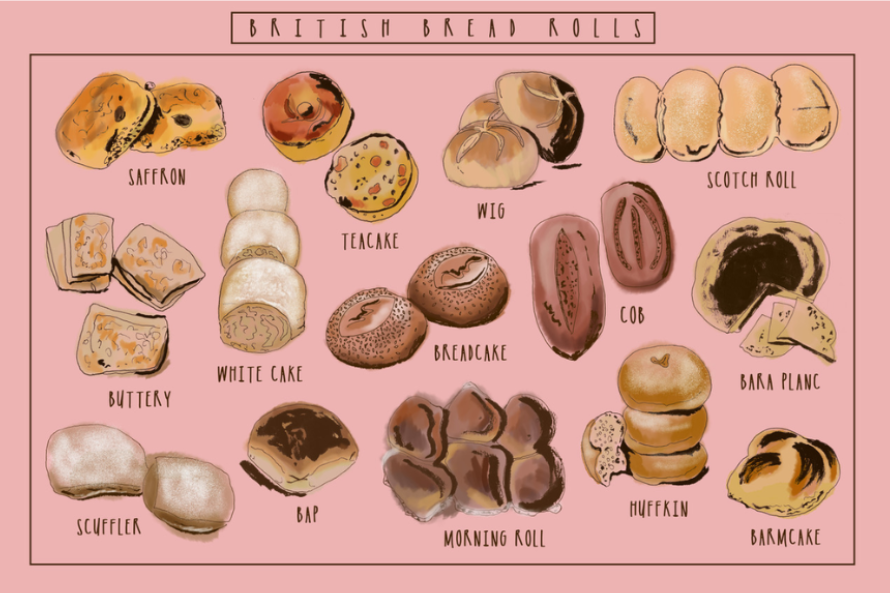 BRITISH BREAD ROLLS
SAFFRON
TEACAKE
WIG
SCOTCH ROLL
BUTTERY
WHITE CAKE
BREADCAKE
COB
BARA PLANC
SCUFFLER
BAP
MORNING ROLL
HUFFKIN
BARMCAKE